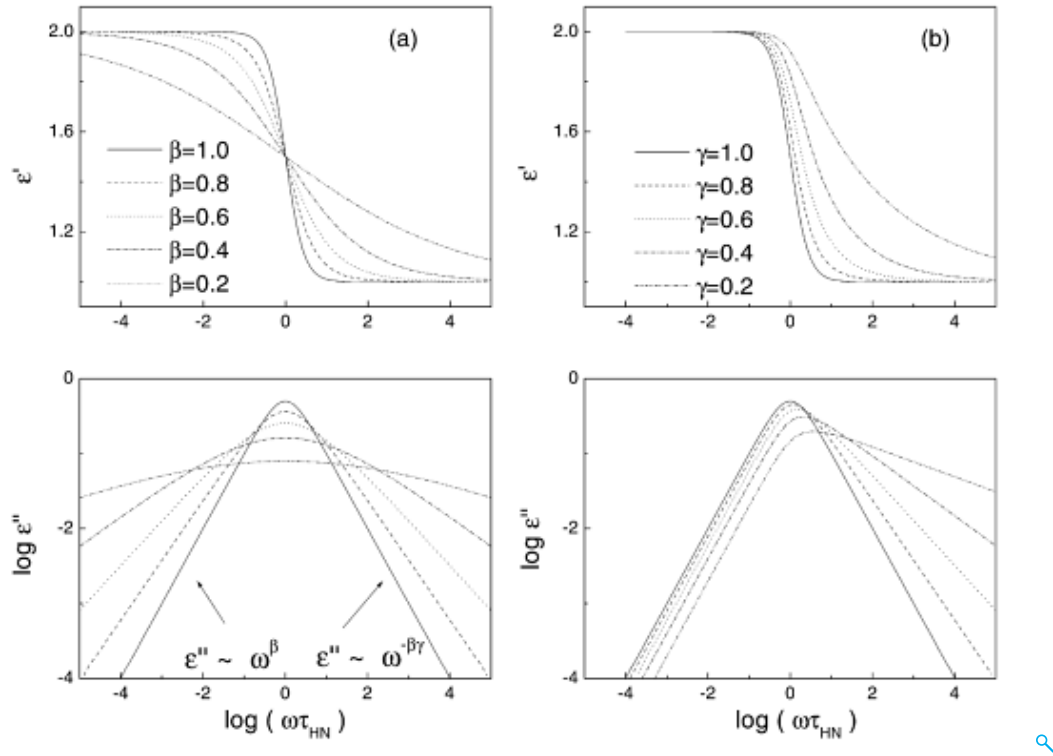 2.0
1.6
1.2
ε'
(a)
β=1.0
β=0.8
β=0.6
β=0.4
β=0.2
-4 -2 0 2 4
2.0
1.6
1.2
ε'
(b)
γ=1.0
γ=0.8
γ=0.6
γ=0.4
γ=0.2
-4 -2 0 2 4
0
-2
-4
log ε"
ε" ~ ω^β
ε" ~ ω^-βγ
-4 -2 0 2 4
log ( ωτ_HN )
0
-2
-4
log ε"
-4 -2 0 2 4
log ( ωτ_HN )